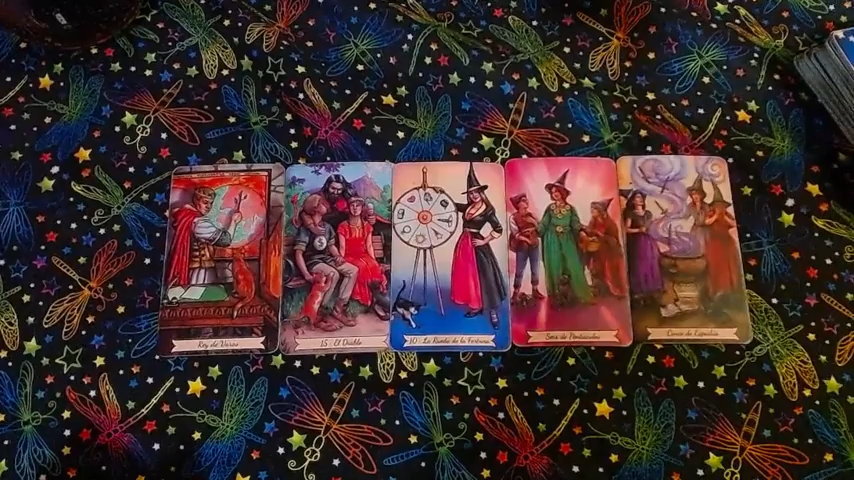 Rey de Varas
15 El Diablo
10 La Rueda de la Fortuna
Seis de Pentáculos
Cinco de Espadas